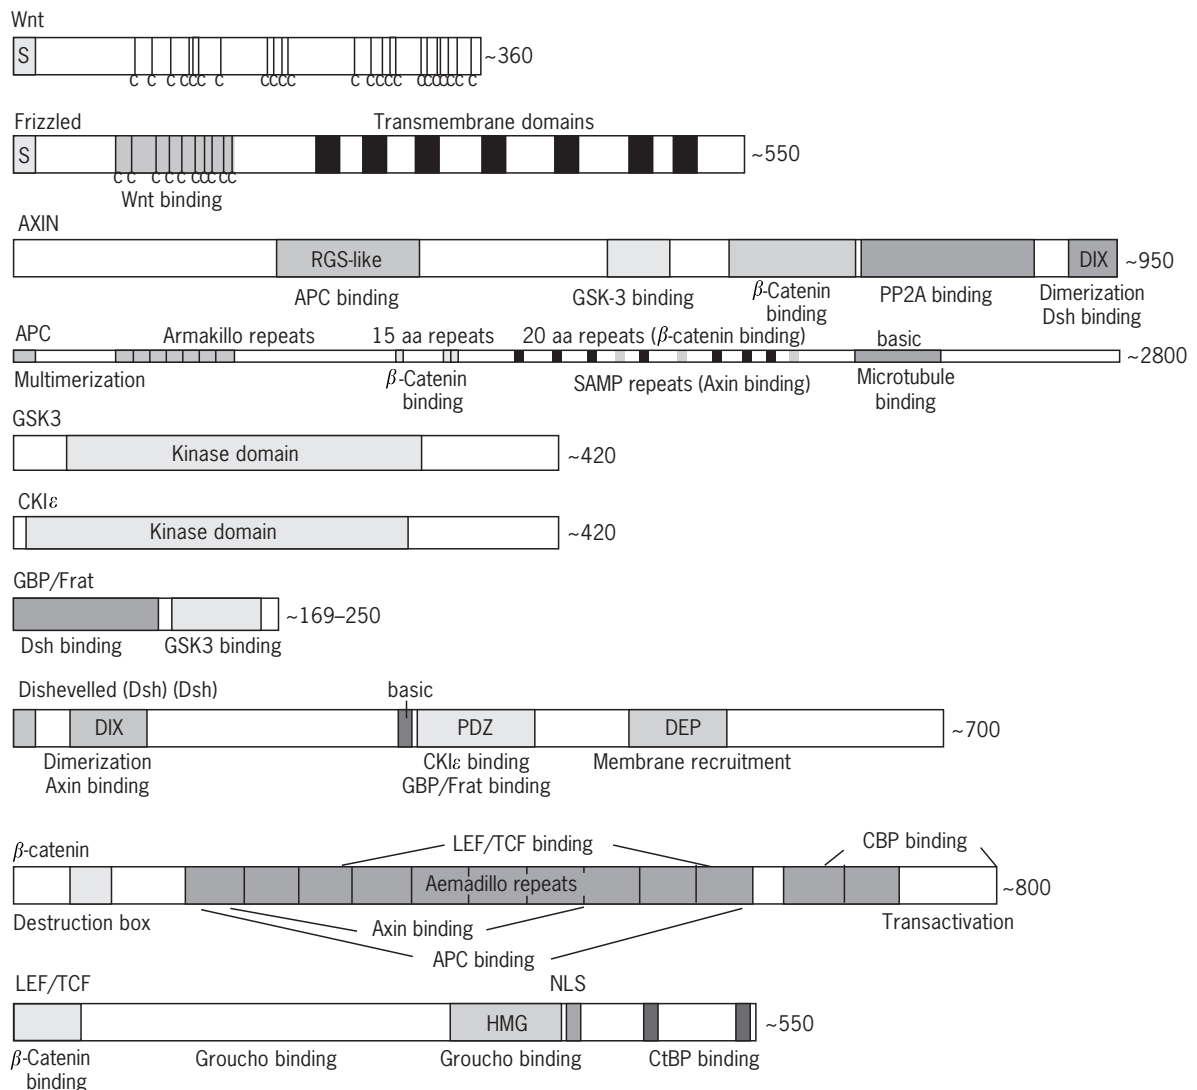 Wnt
S
~360
C C C CCC C CCCC C CCCC CCCCCC C
Frizzled
Transmembrane domains
S
~550
C C C C C CCCCC
Wnt binding
AXIN
RGS-like
DIX
~950
APC binding
GSK-3 binding
β-Catenin
binding
PP2A binding
Dimerization
Dsh binding
APC
Armakillo repeats
15 aa repeats
20 aa repeats (β-catenin binding)
basic
~2800
Multimerization
β-Catenin
binding
SAMP repeats (Axin binding)
Microtubule
binding
GSK3
Kinase domain
~420
CKIε
Kinase domain
~420
GBP/Frat
~169–250
Dsh binding
GSK3 binding
Dishevelled (Dsh) (Dsh)
basic
DIX
PDZ
DEP
~700
Dimerization
Axin binding
CKIε binding
GBP/Frat binding
Membrane recruitment
β-catenin
LEF/TCF binding
CBP binding
Aemadillo repeats
~800
Destruction box
Axin binding
Transactivation
APC binding
LEF/TCF
NLS
HMG
~550
β-Catenin
binding
Groucho binding
Groucho binding
CtBP binding